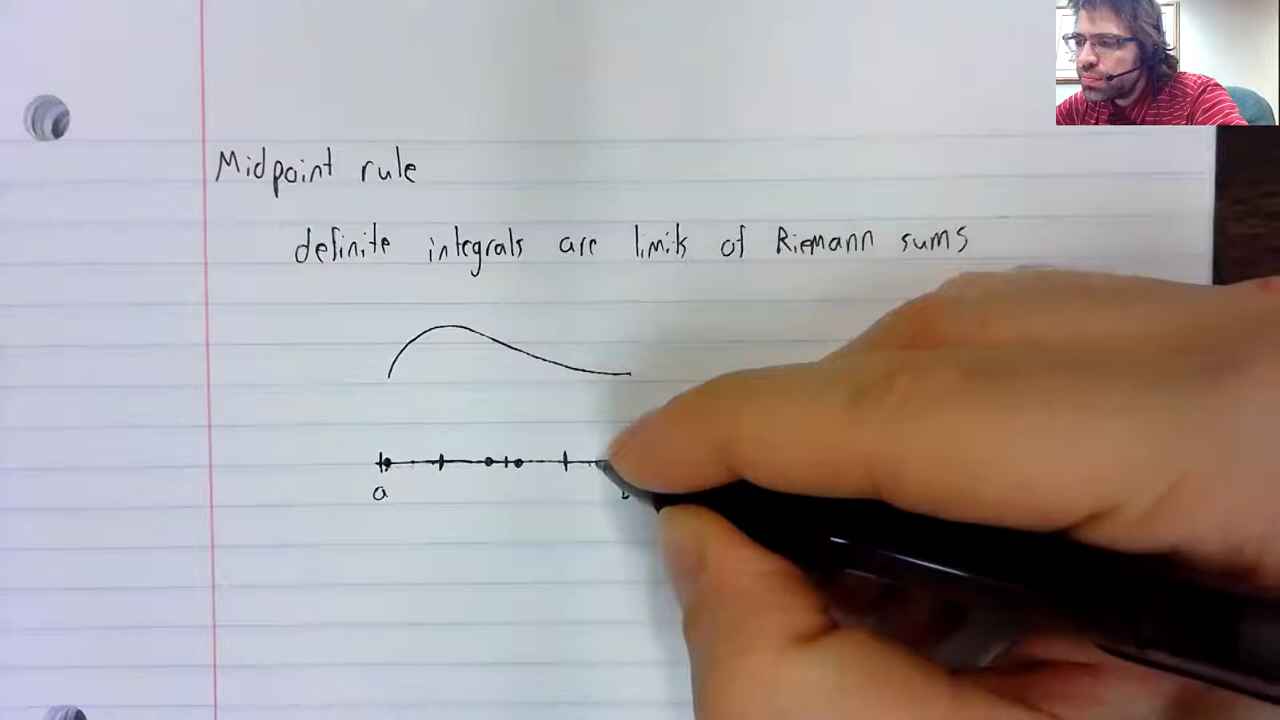 Midpoint rule
definite integrals are limits of Riemann sums
a